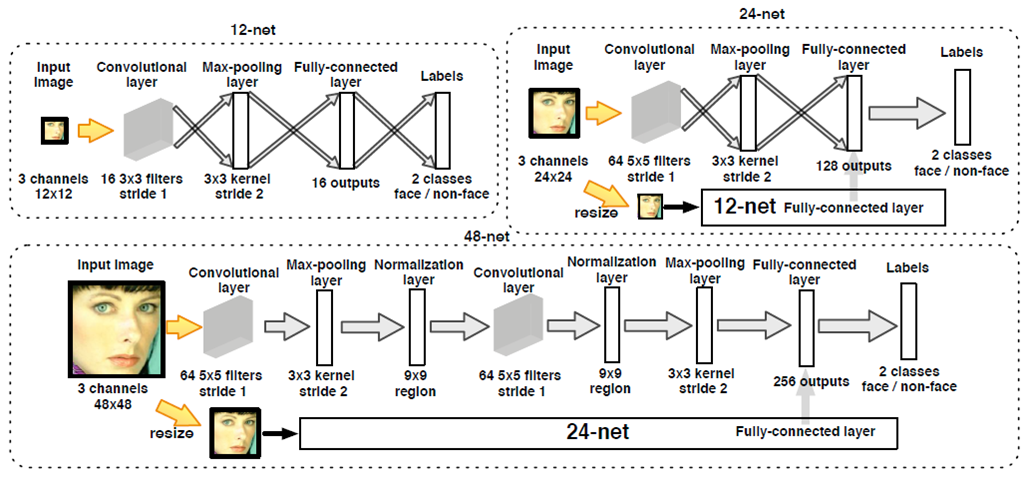 12-net
Input
Image
Convolutional
layer
Max-pooling
layer
Fully-connected
layer
Labels
3 channels
12x12
16 3x3 filters
stride 1
3x3 kernel
stride 2
16 outputs
2 classes
face / non-face
24-net
Input
Image
Convolutional
layer
Max-pooling
layer
Fully-connected
layer
Labels
3 channels
24x24
64 5x5 filters
stride 1
3x3 kernel
stride 2
128 outputs
2 classes
face / non-face
resize
12-net Fully-connected layer
48-net
Input Image
Convolutional
layer
Max-pooling
layer
Normalization
layer
Convolutional
layer
Normalization
layer
Max-pooling
layer
Fully-connected
layer
Labels
3 channels
48x48
64 5x5 filters
stride 1
3x3 kernel
stride 2
9x9
region
64 5x5 filters
stride 1
9x9
region
3x3 kernel
stride 2
256 outputs
2 classes
face / non-face
resize
24-net Fully-connected layer